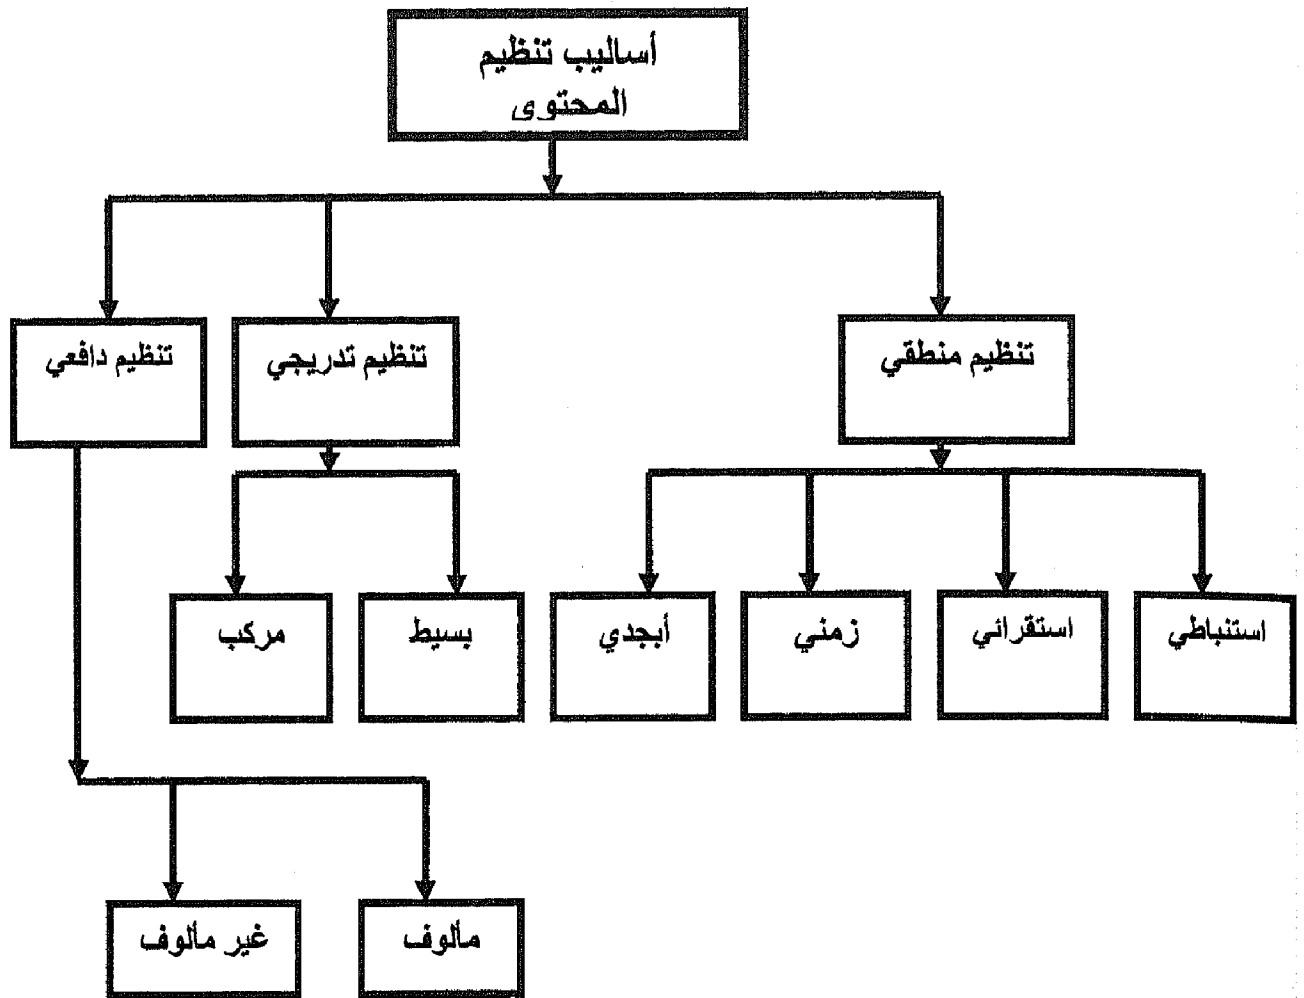 أساليب تنظيم
المحتوى
تنظيم منطقي
تنظيم تدريجي
تنظيم دافعي
استنباطي
استقرائي
زمني
أبجدي
بسيط
مركب
مألوف
غير مألوف